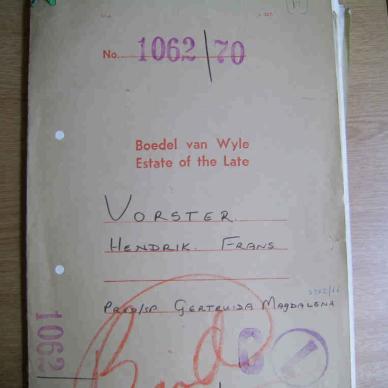 No. 1062/70
Boedel van Wyle
Estate of the Late
VORSTER
HENDRIK FRANS
GERTRUIDA MAGDALENA
1062